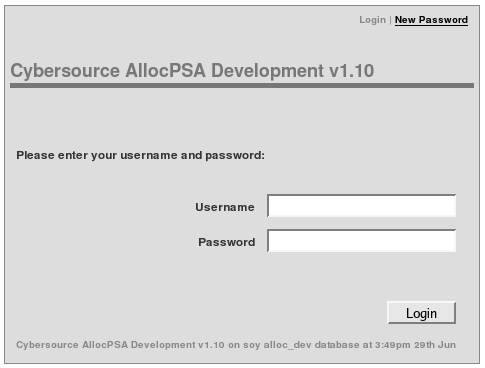 Login | New Password
Cybersource AllocPSA Development v1.10
Please enter your username and password:
Username
Password
Login
Cybersource AllocPSA Development v1.10 on soy alloc_dev database at 3:49pm 29th Jun